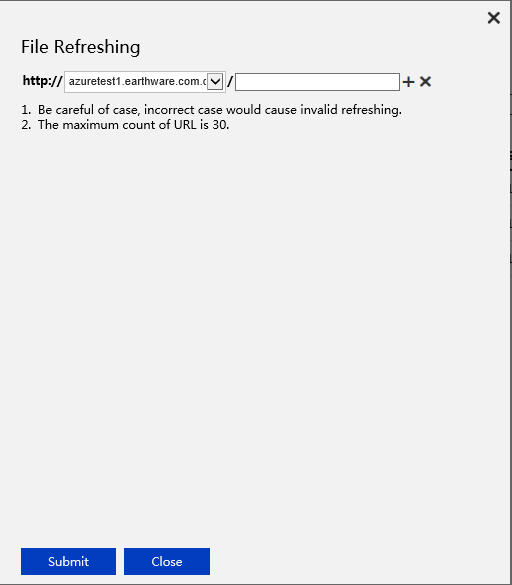 File Refreshing
http:// azuretest1.earthware.com.c /
1. Be careful of case, incorrect case would cause invalid refreshing.
2. The maximum count of URL is 30.
Submit Close